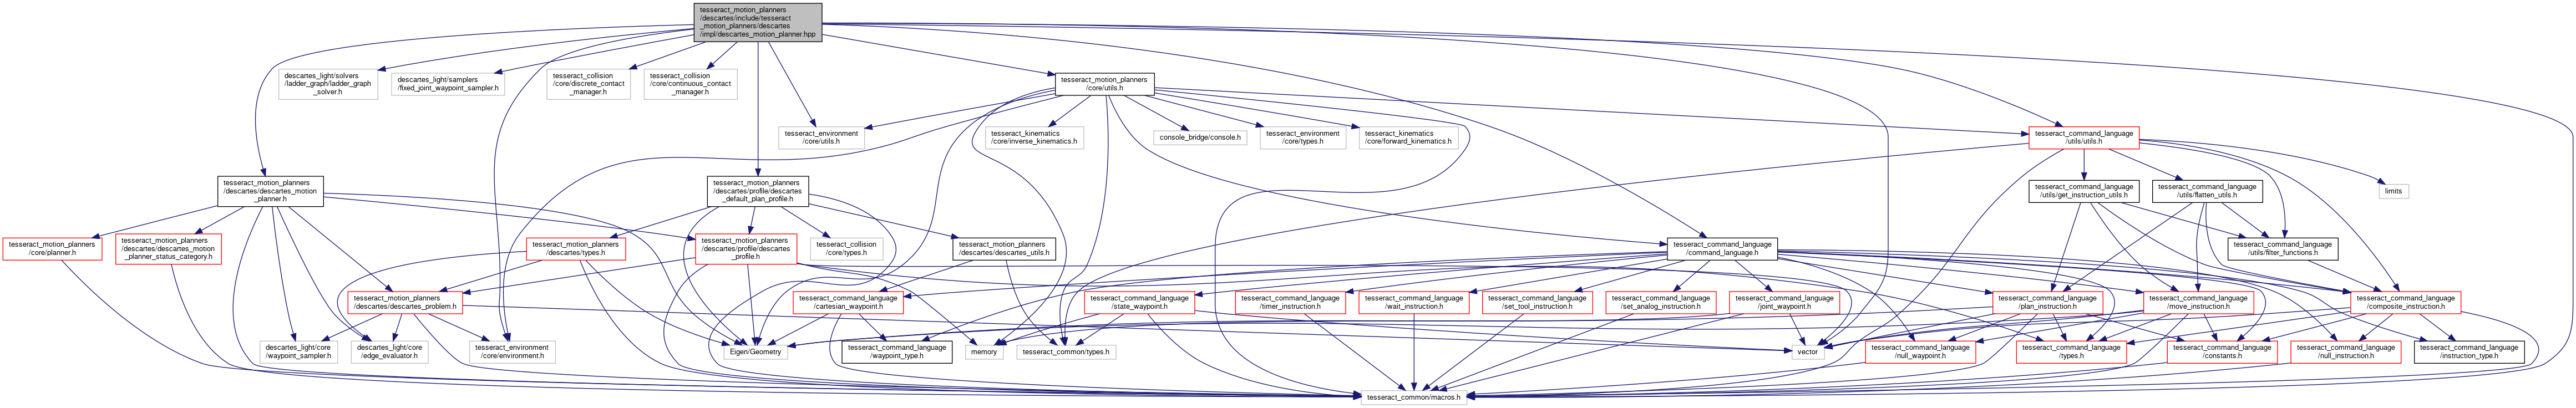 tesseract_motion_planners
/descartes/include/tesseract
_motion_planners/descartes
/impl/descartes_motion_planner.hpp
descartes_light/solvers
/ladder_graph/ladder_graph
_solver.h
descartes_light/samplers
/fixed_joint_waypoint_sampler.h
tesseract_collision
/core/discrete_contact
_manager.h
tesseract_collision
/core/continuous_contact
_manager.h
tesseract_motion_planners
/core/utils.h
tesseract_environment
/core/utils.h
tesseract_kinematics
/core/inverse_kinematics.h
console_bridge/console.h
tesseract_environment
/core/types.h
tesseract_kinematics
/core/forward_kinematics.h
tesseract_command_language
/utils/utils.h
tesseract_motion_planners
/descartes/descartes_motion
_planner.h
tesseract_motion_planners
/descartes/profile/descartes
_default_plan_profile.h
tesseract_command_language
/utils/get_instruction_utils.h
tesseract_command_language
/utils/flatten_utils.h
limits
tesseract_motion_planners
/core/planner.h
tesseract_motion_planners
/descartes/descartes_motion
_planner_status_category.h
tesseract_motion_planners
/descartes/types.h
tesseract_motion_planners
/descartes/profile/descartes
_profile.h
tesseract_collision
/core/types.h
tesseract_motion_planners
/descartes/descartes_utils.h
tesseract_command_language
/command_language.h
tesseract_command_language
/utils/filter_functions.h
tesseract_motion_planners
/descartes/descartes_problem.h
tesseract_command_language
/cartesian_waypoint.h
tesseract_command_language
/state_waypoint.h
tesseract_command_language
/timer_instruction.h
tesseract_command_language
/wait_instruction.h
tesseract_command_language
/set_tool_instruction.h
tesseract_command_language
/set_analog_instruction.h
tesseract_command_language
/joint_waypoint.h
tesseract_command_language
/plan_instruction.h
tesseract_command_language
/move_instruction.h
tesseract_command_language
/composite_instruction.h
descartes_light/core
/waypoint_sampler.h
descartes_light/core
/edge_evaluator.h
tesseract_environment
/core/environment.h
Eigen/Geometry
tesseract_command_language
/waypoint_type.h
memory
tesseract_common/types.h
vector
tesseract_command_language
/null_waypoint.h
tesseract_command_language
/types.h
tesseract_command_language
/constants.h
tesseract_command_language
/null_instruction.h
tesseract_command_language
/instruction_type.h
tesseract_common/macros.h